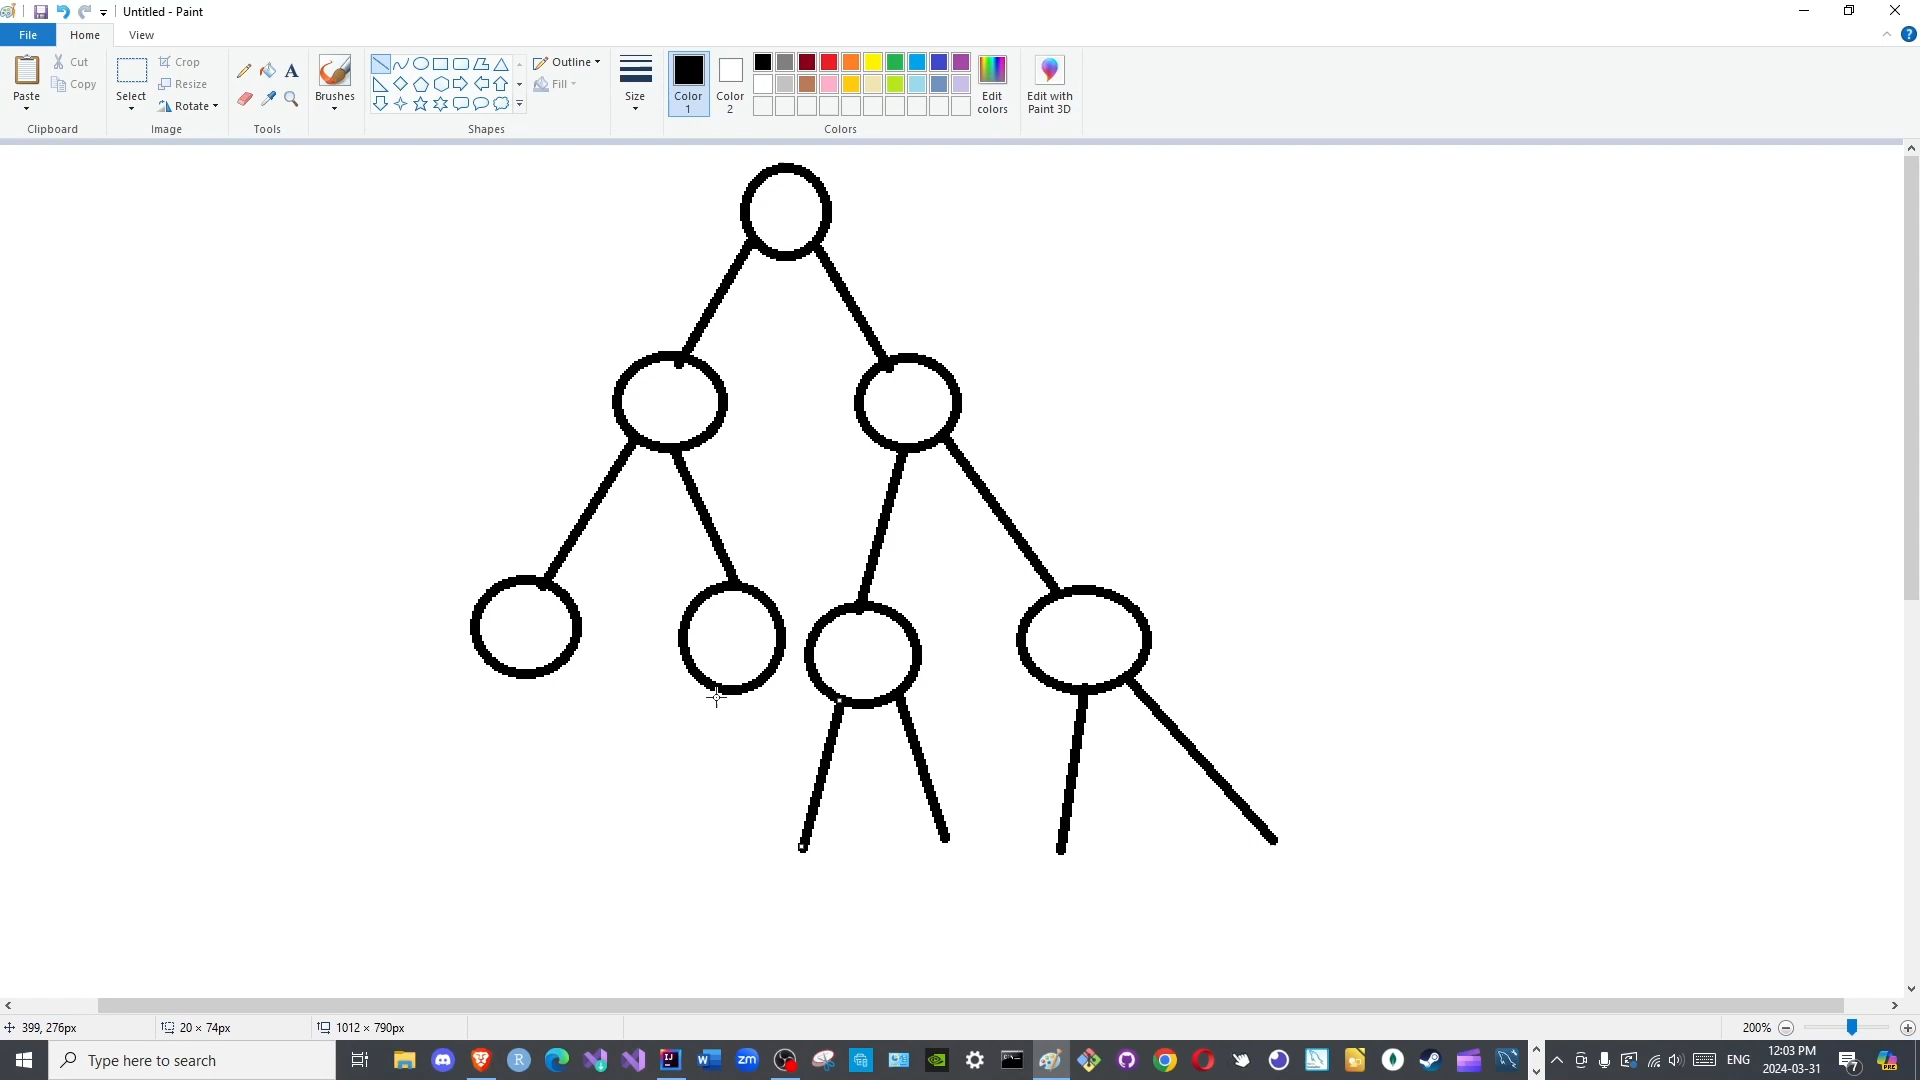 Untitled - Paint
File
Home
View
Paste
Cut
Copy
Clipboard
Select
Crop
Resize
Rotate
Image
Tools
Brushes
Shapes
Outline
Fill
Size
Color 1
Color 2
Edit colors
Colors
Edit with Paint 3D
399, 276px
20 × 74px
1012 × 790px
200%
Type here to search
ENG
12:03 PM
2024-03-31
7